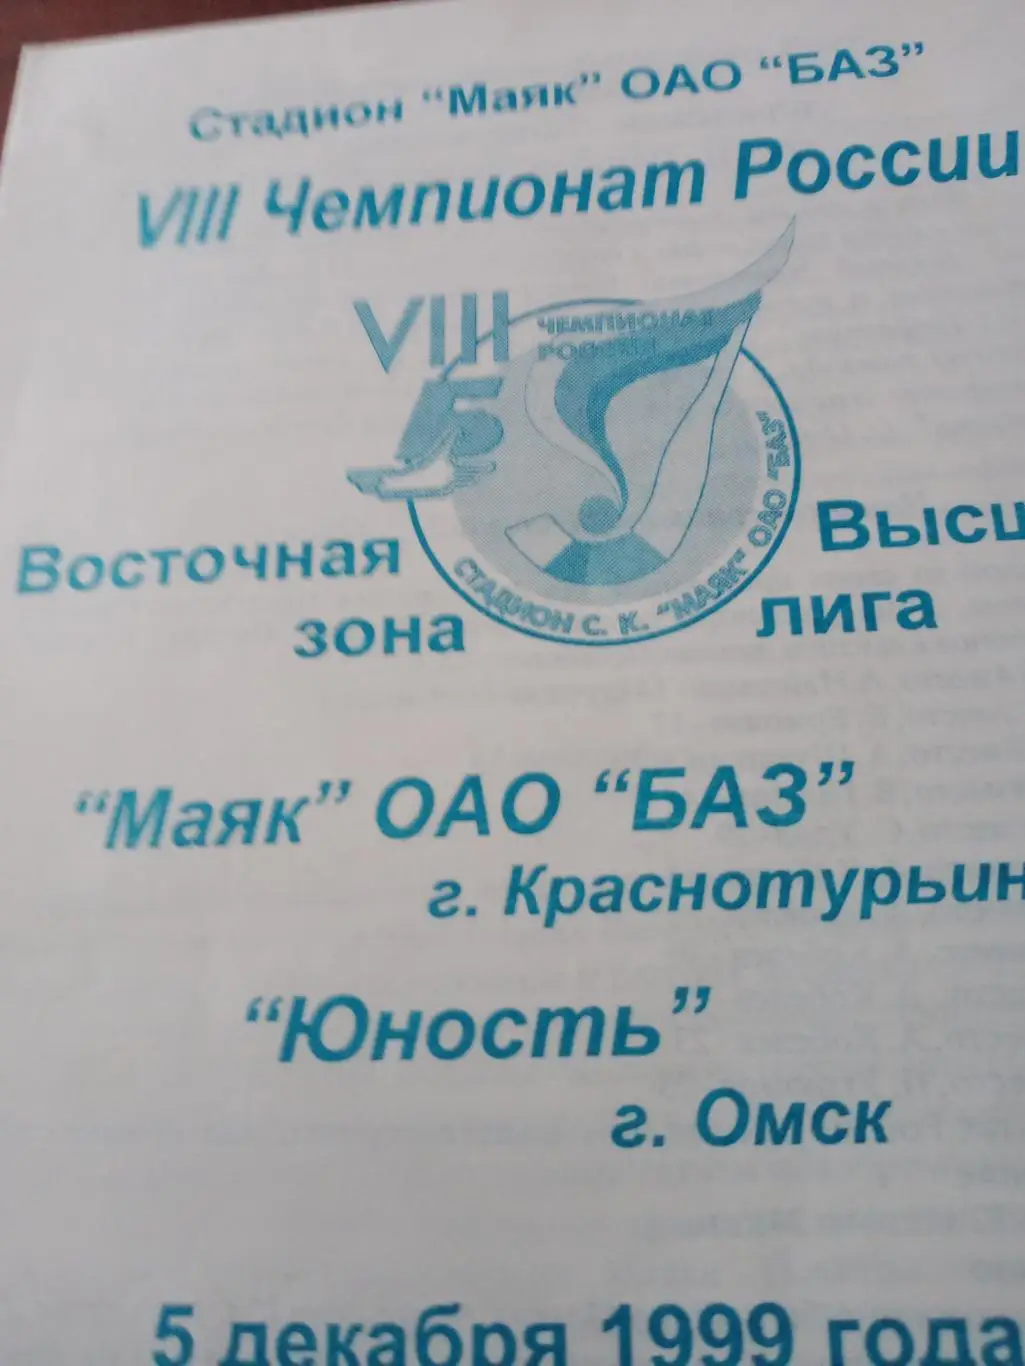 Стадион “Маяк” ОАО “БАЗ”
VIII Чемпионат России
VIII
ЧЕМПИОНАТ
РОССИИ
Б
СТАДИОН С. К. “МАЯК” ОАО “БАЗ”
Восточная
зона
Высш
лига
“Маяк” ОАО “БАЗ”
г. Краснотурьин
“Юность”
г. Омск
5 декабря 1999 года